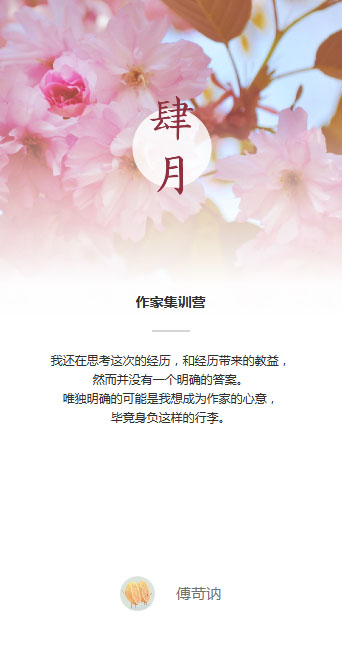 肆
月
作家集训营
我还在思考这次的经历，和经历带来的教益，
然而并没有一个明确的答案。
唯独明确的可能是我想成为作家的心意，
毕竟身负这样的行李。
傅苛讷